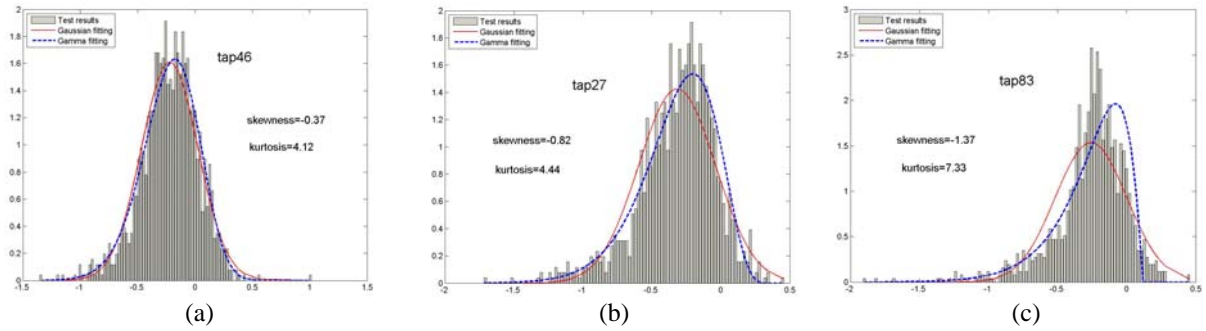 2
1.8
1.6
1.4
1.2
1
0.8
0.6
0.4
0.2
0
-1.5
-1
-0.5
0
0.5
1
1.5
Test results
Gaussian fitting
Gamma fitting
tap46
skewness=-0.37
kurtosis=4.12
(a)
2
1.8
1.6
1.4
1.2
1
0.8
0.6
0.4
0.2
0
-2
-1.5
-1
-0.5
0
0.5
Test results
Gaussian fitting
Gamma fitting
tap27
skewness=-0.82
kurtosis=4.44
(b)
3
2.5
2
1.5
1
0.5
0
-2
-1.5
-1
-0.5
0
0.5
Test results
Gaussian fitting
Gamma fitting
tap83
skewness=-1.37
kurtosis=7.33
(c)